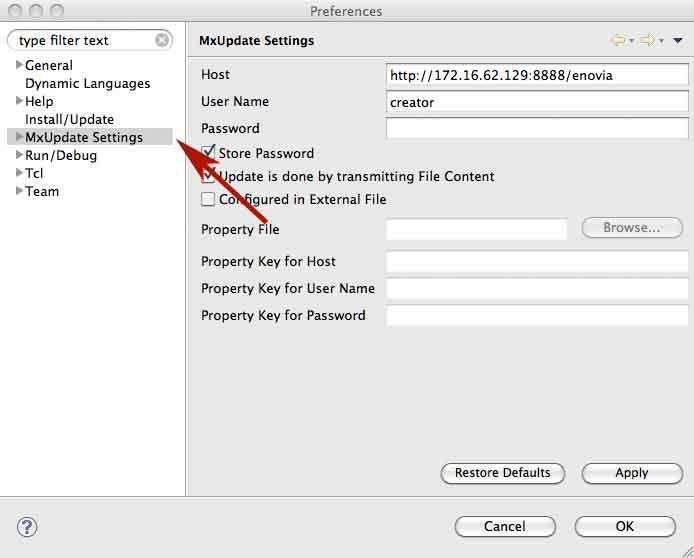 Preferences
type filter text
General
Dynamic Languages
Help
Install/Update
MxUpdate Settings
Run/Debug
Tcl
Team
MxUpdate Settings
Host
http://172.16.62.129:8888/enovia
User Name
creator
Password
Store Password
Update is done by transmitting File Content
Configured in External File
Property File
Browse...
Property Key for Host
Property Key for User Name
Property Key for Password
Restore Defaults
Apply
?
Cancel
OK